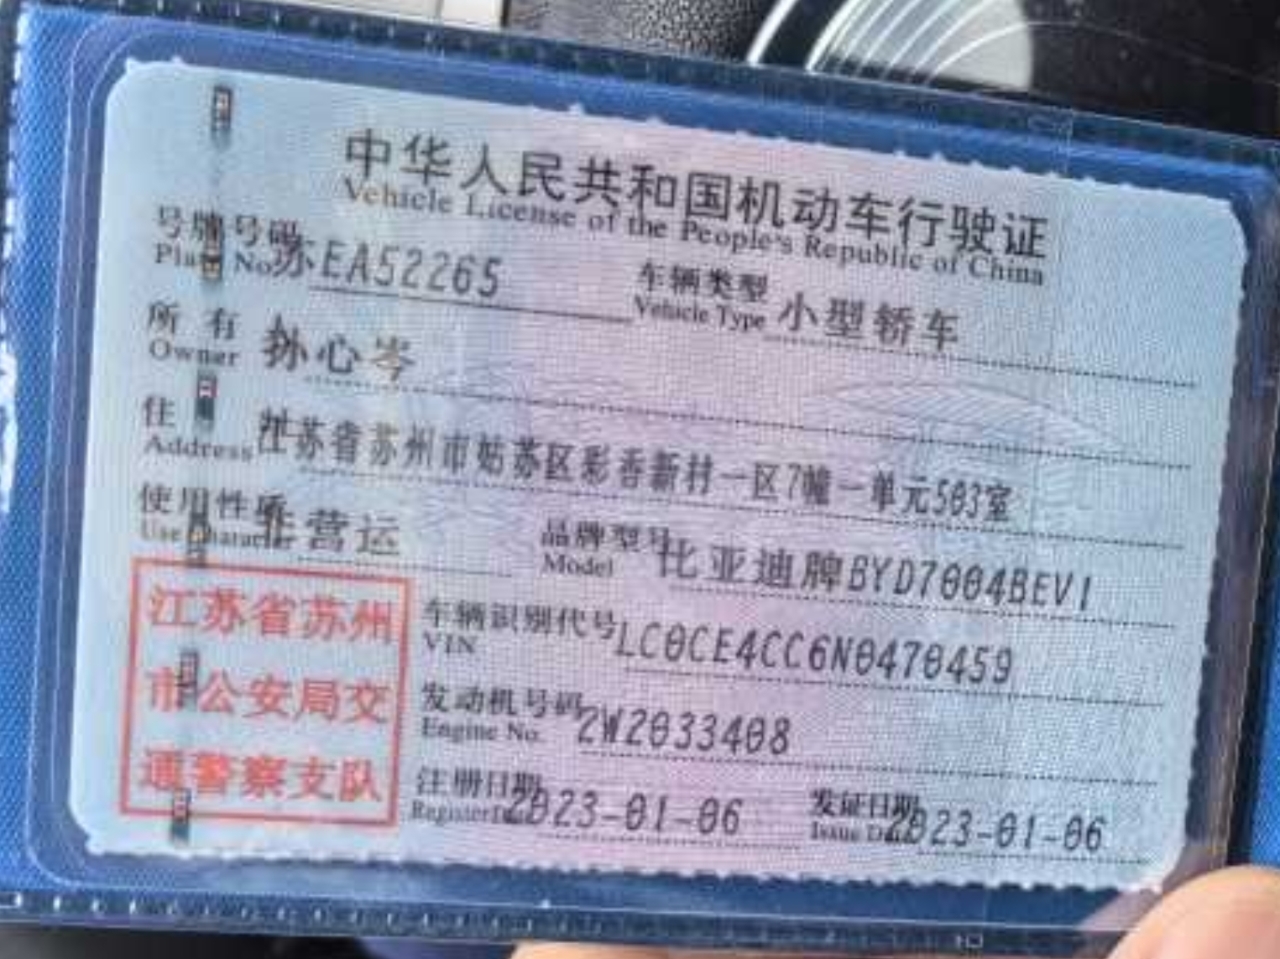 中华人民共和国机动车行驶证
Vehicle License of the People's Republic of China
号牌号码 苏EA52265 车辆类型 小型轿车
Plate No. Vehicle Type
所有 孙心岑
Owner
住 江苏省苏州市姑苏区彩香新村一区7幢一单元503室
Address
使用性质 非营运 品牌型号 比亚迪牌BYD7004BEV1
Use Character Model
江苏省苏州
市公安局交
通警察支队
车辆识别代号 LC0CE4CC6N0470459
VIN
发动机号码 2W2033408
Engine No.
注册日期 2023-01-06 发证日期 2023-01-06
Register Issue Date